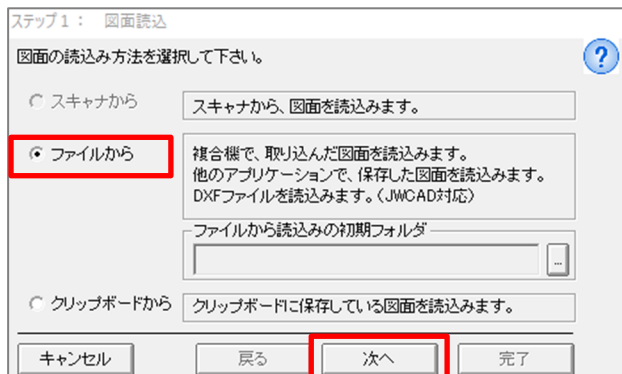 ステップ1： 図面読込
図面の読込み方法を選択して下さい。
?
スキャナから
スキャナから、図面を読込みます。
ファイルから
複合機で、取り込んだ図面を読込みます。
他のアプリケーションで、保存した図面を読込みます。
DXFファイルを読込みます。(JWCAD対応)
ファイルから読込みの初期フォルダ
...
クリップボードから
クリップボードに保存している図面を読込みます。
キャンセル
戻る
次へ
完了